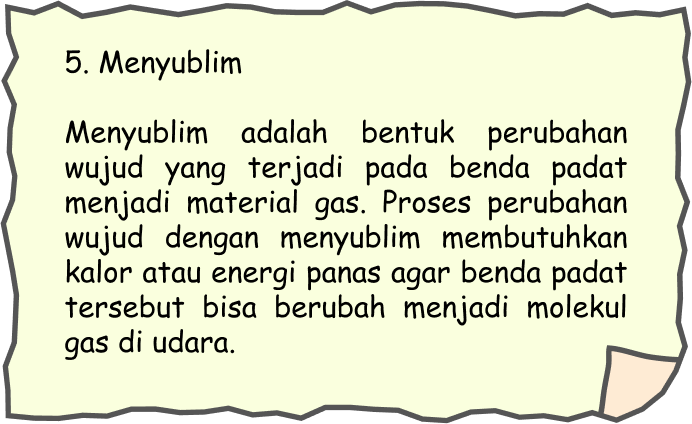 5. Menyublim
Menyublim adalah bentuk perubahan
wujud yang terjadi pada benda padat
menjadi material gas. Proses perubahan
wujud dengan menyublim membutuhkan
kalor atau energi panas agar benda padat
tersebut bisa berubah menjadi molekul
gas di udara.